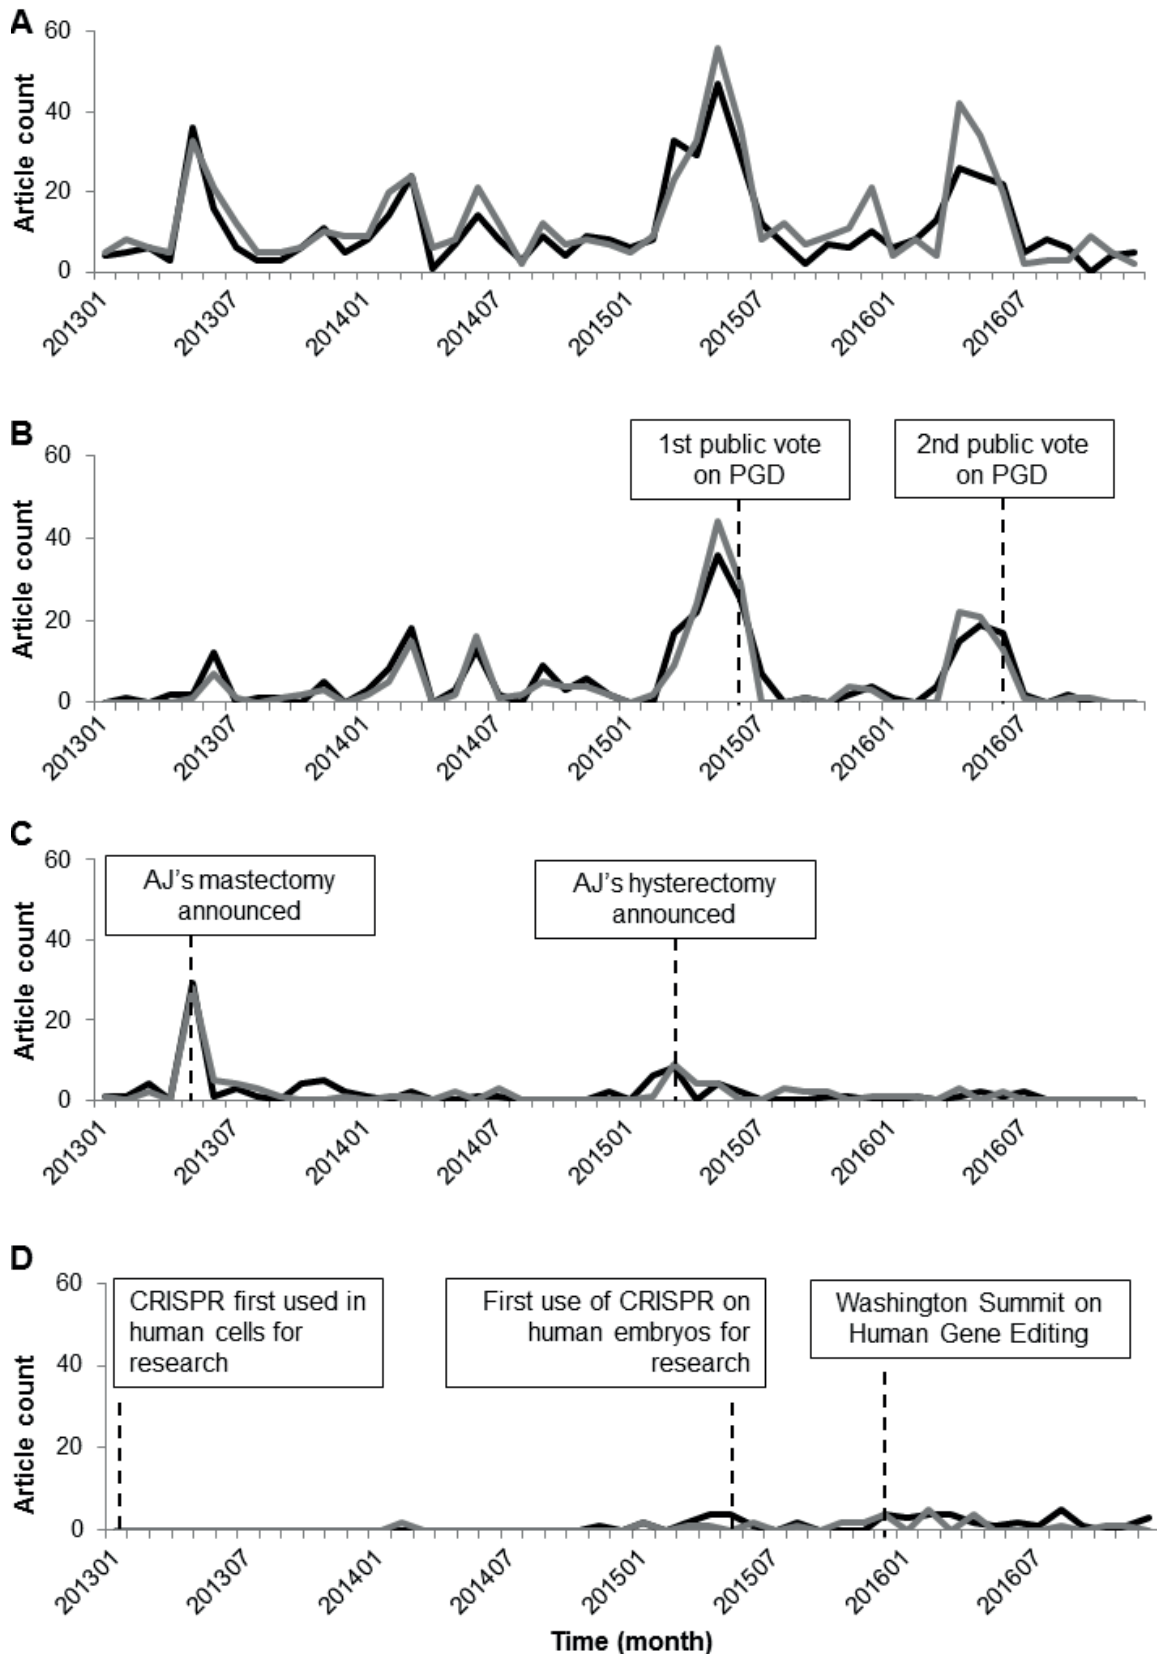 A
60
40
20
0
Article count
201301
201307
201401
201407
201501
201507
201601
201607
B
1st public vote
on PGD
2nd public vote
on PGD
60
40
20
0
Article count
201301
201307
201401
201407
201501
201507
201601
201607
C
AJ's mastectomy
announced
AJ's hysterectomy
announced
60
40
20
0
Article count
201301
201307
201401
201407
201501
201507
201601
201607
D
CRISPR first used in
human cells for
research
First use of CRISPR on
human embryos for
research
Washington Summit on
Human Gene Editing
60
40
20
0
Article count
201301
201307
201401
201407
201501
201507
201601
201607
Time (month)